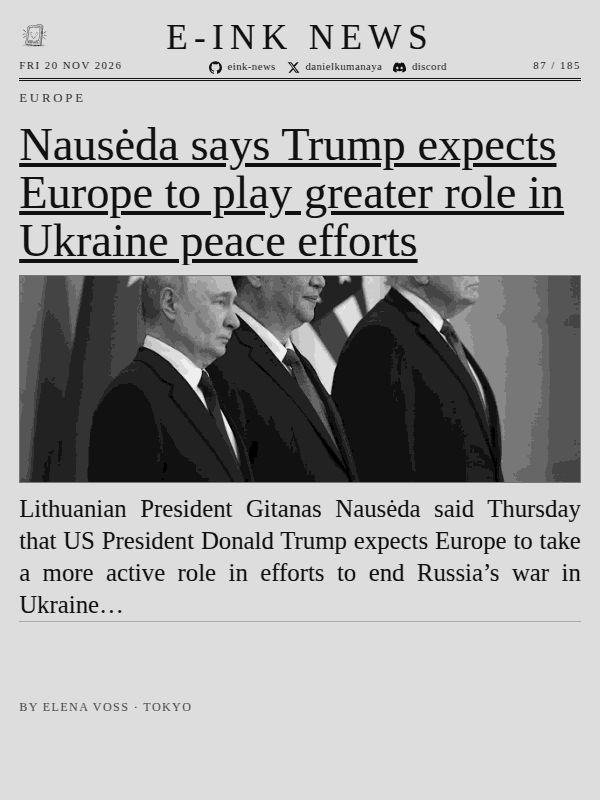 E-INK NEWS
FRI 20 NOV 2026
eink-news
danielkumanaya
discord
87 / 185
EUROPE
Nausėda says Trump expects
Europe to play greater role in
Ukraine peace efforts
Lithuanian President Gitanas Nausėda said Thursday
that US President Donald Trump expects Europe to take
a more active role in efforts to end Russia’s war in
Ukraine…
BY ELENA VOSS · TOKYO